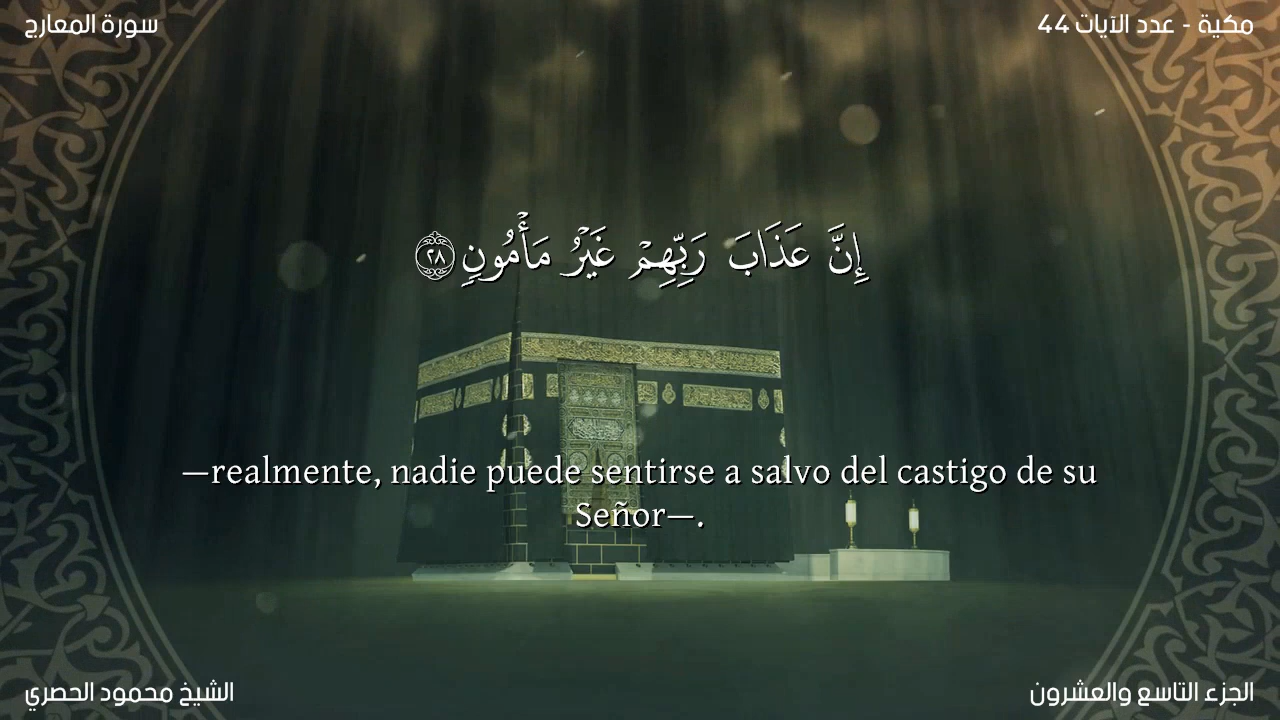 سورة المعارج
مكية - عدد الآيات 44
إِنَّ عَذَابَ رَبِّهِمْ غَيْرُ مَأْمُونٍ ٢٨
—realmente, nadie puede sentirse a salvo del castigo de su
Señor—.
الشيخ محمود الحصري
الجزء التاسع والعشرون